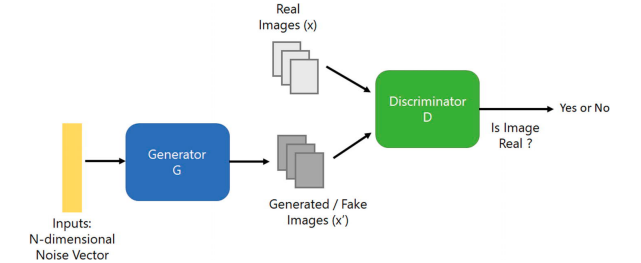 Real
Images (x)
Discriminator
D
Yes or No
Is Image
Real ?
Generator
G
Generated / Fake
Images (x')
Inputs:
N-dimensional
Noise Vector